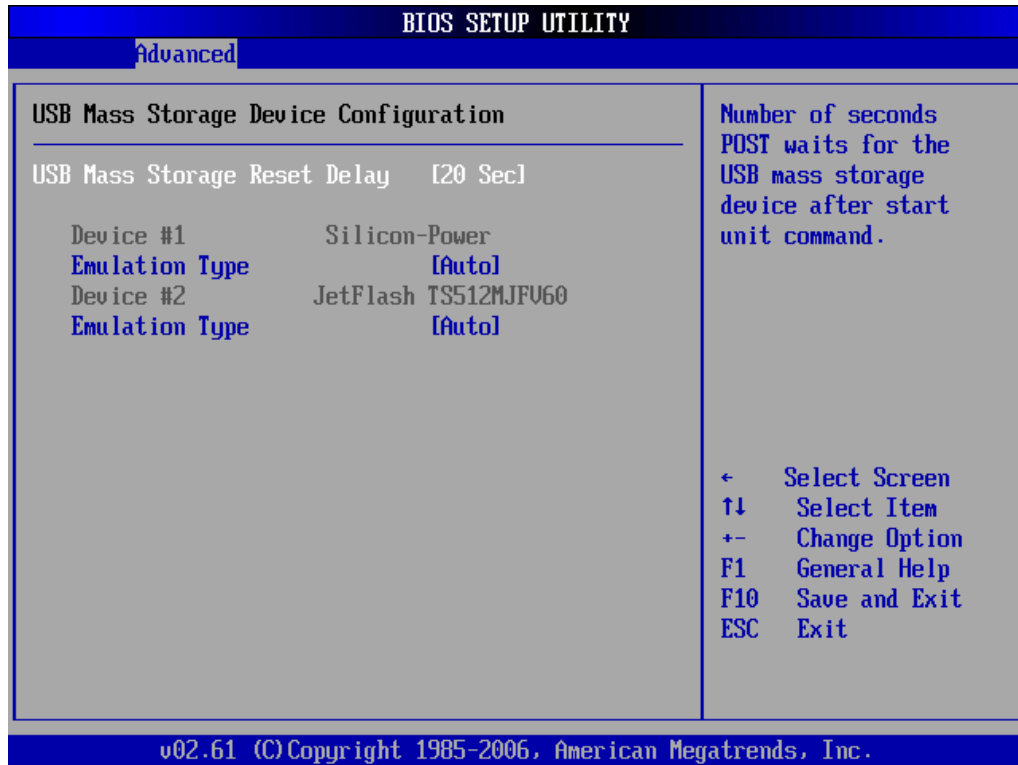 BIOS SETUP UTILITY
Advanced
USB Mass Storage Device Configuration
USB Mass Storage Reset Delay [20 Sec]
Device #1 Silicon-Power
Emulation Type [Auto]
Device #2 JetFlash TS512MJFV60
Emulation Type [Auto]
Number of seconds
POST waits for the
USB mass storage
device after start
unit command.
← Select Screen
↑↓ Select Item
+- Change Option
F1 General Help
F10 Save and Exit
ESC Exit
v02.61 (C)Copyright 1985-2006, American Megatrends, Inc.